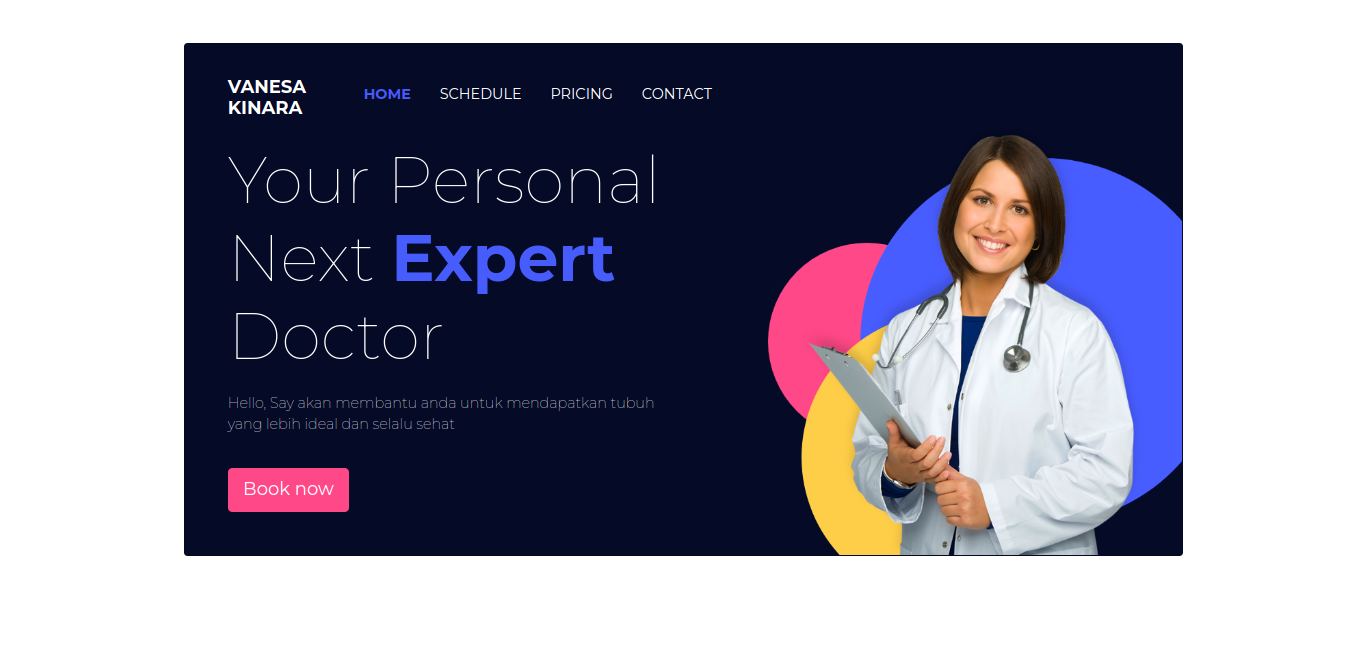 VANESA
KINARA
HOME SCHEDULE PRICING CONTACT
Your Personal
Next Expert
Doctor
Hello, Say akan membantu anda untuk mendapatkan tubuh
yang lebih ideal dan selalu sehat
Book now